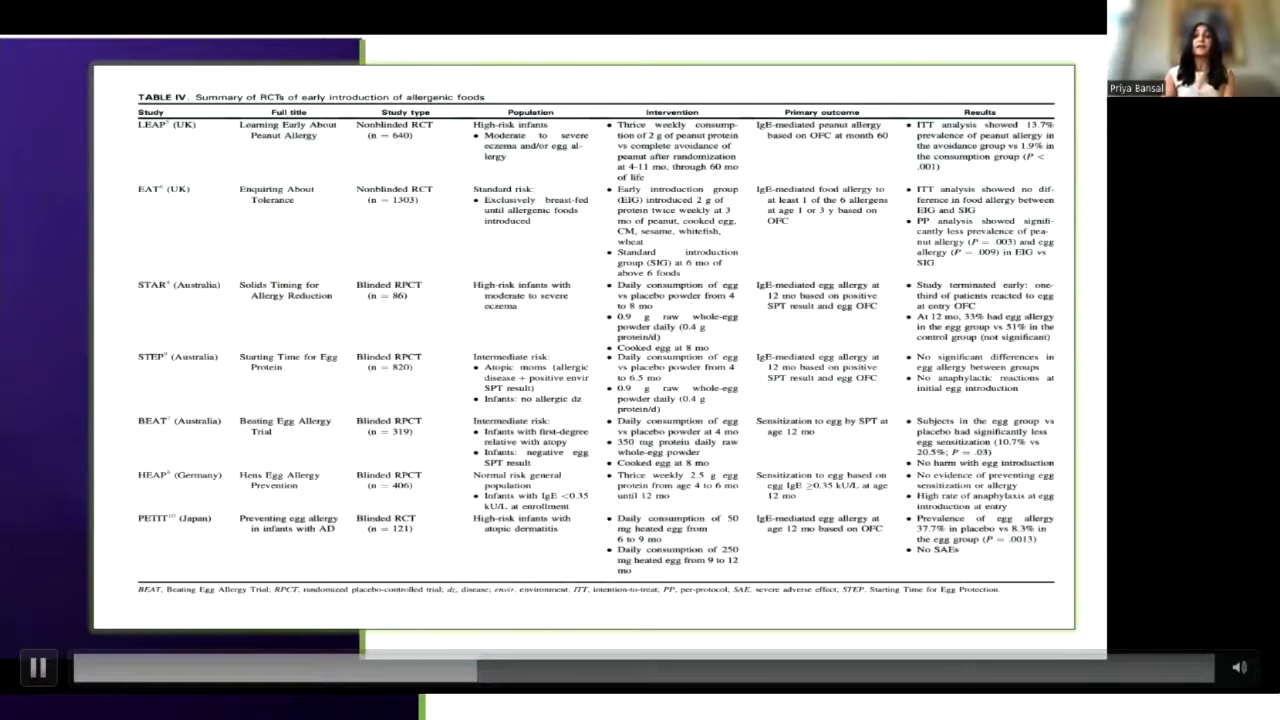 Priya Bansal
TABLE IV. Summary of RCTs of early introduction of allergenic foods
Study Full title Study type Population Intervention Primary outcome Results
LEAP⁵ (UK)
Learning Early About
Peanut Allergy
Nonblinded RCT
(n = 640)
High-risk infants
• Moderate to severe
eczema and/or egg al-
lergy
• Thrice weekly consump-
tion of 2 g of peanut protein
vs complete avoidance of
peanut after randomization
at 4-11 mo, through 60 mo
of life
IgE-mediated peanut allergy
based on OFC at month 60
• ITT analysis showed 13.7%
prevalence of peanut allergy in
the avoidance group vs 1.9% in
the consumption group (P <
.001)
EAT⁶ (UK)
Enquiring About
Tolerance
Nonblinded RCT
(n = 1303)
Standard risk:
• Exclusively breast-fed
until allergenic foods
introduced
• Early introduction group
(EIG) introduced 2 g of
protein twice weekly at 3
mo of peanut, cooked egg,
CM, sesame, whitefish,
wheat
• Standard introduction
group (SIG) at 6 mo of
above 6 foods
IgE-mediated food allergy to
at least 1 of the 6 allergens
at age 1 or 3 y based on
OFC
• ITT analysis showed no dif-
ference in food allergy between
EIG and SIG
• PP analysis showed signifi-
cantly less prevalence of pea-
nut allergy (P = .003) and egg
allergy (P = .009) in EIG vs
SIG
STAR⁴ (Australia)
Solids Timing for
Allergy Reduction
Blinded RPCT
(n = 86)
High-risk infants with
moderate to severe
eczema
• Daily consumption of egg
vs placebo powder from 4
to 8 mo
• 0.9 g raw whole-egg
powder daily (0.4 g
protein/d)
• Cooked egg at 8 mo
IgE-mediated egg allergy at
12 mo based on positive
SPT result and egg OFC
• Study terminated early: one-
third of patients reacted to egg
at entry OFC
• At 12 mo, 33% had egg allergy
in the egg group vs 51% in the
control group (not significant)
STEP⁹ (Australia)
Starting Time for Egg
Protein
Blinded RPCT
(n = 820)
Intermediate risk:
• Atopic moms (allergic
disease + positive envir
SPT result)
• Infants: no allergic dz
• Daily consumption of egg
vs placebo powder from 4
to 6.5 mo
• 0.9 g raw whole-egg
powder daily (0.4 g
protein/d)
IgE-mediated egg allergy at
12 mo based on positive
SPT result and egg OFC
• No significant differences in
egg allergy between groups
• No anaphylactic reactions at
initial egg introduction
BEAT⁷ (Australia)
Beating Egg Allergy
Trial
Blinded RPCT
(n = 319)
Intermediate risk:
• Infants with first-degree
relative with atopy
• Infants: negative egg
SPT result
• Daily consumption of egg
vs placebo powder at 4 mo
• 350 mg protein daily raw
whole-egg powder
• Cooked egg at 8 mo
Sensitization to egg by SPT at
age 12 mo
• Subjects in the egg group vs
placebo had significantly less
egg sensitization (10.7% vs
20.5%; P = .03)
• No harm with egg introduction
HEAP⁸ (Germany)
Hens Egg Allergy
Prevention
Blinded RPCT
(n = 406)
Normal risk general
population
• Infants with IgE <0.35
kU/L at enrollment
• Thrice weekly 2.5 g egg
protein from age 4 to 6 mo
until 12 mo
Sensitization to egg based on
egg IgE ≥0.35 kU/L at age
12 mo
• No evidence of preventing egg
sensitization or allergy
• High rate of anaphylaxis at egg
introduction at entry
PETIT¹⁰ (Japan)
Preventing egg allergy
in infants with AD
Blinded RCT
(n = 121)
High-risk infants with
atopic dermatitis
• Daily consumption of 50
mg heated egg from
6 to 9 mo
• Daily consumption of 250
mg heated egg from 9 to 12
mo
IgE-mediated egg allergy at
age 12 mo based on OFC
• Prevalence of egg allergy
37.7% in placebo vs 8.3% in
the egg group (P = .0013)
• No SAEs
BEAT, Beating Egg Allergy Trial; RPCT, randomized placebo-controlled trial; dz, disease; envir, environment; ITT, intention-to-treat; PP, per-protocol; SAE, severe adverse effect, STEP. Starting Time for Egg Protection.